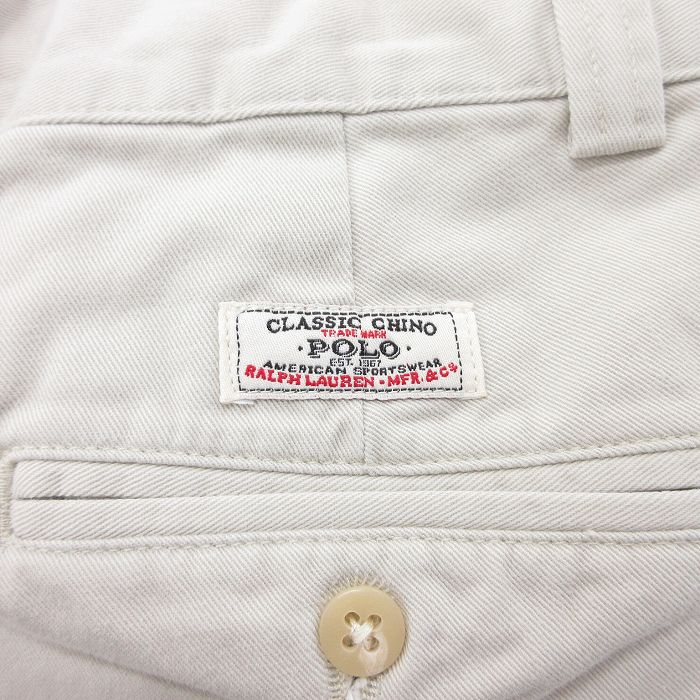 CLASSIC CHINO
TRADE MARK
·POLO·
EST. 1967
AMERICAN SPORTSWEAR
RALPH LAUREN - MFR. & Co.